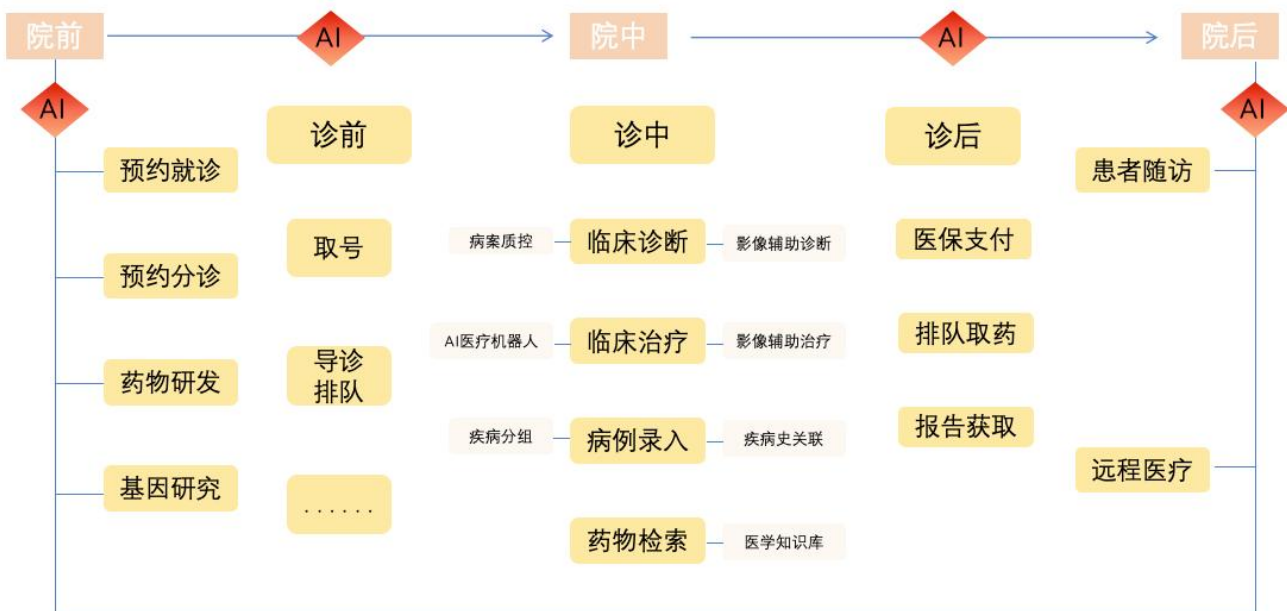 院前
AI
院中
AI
院后
AI
AI
诊前
诊中
诊后
预约就诊
患者随访
取号
病案质控
临床诊断
影像辅助诊断
医保支付
预约分诊
AI医疗机器人
临床治疗
影像辅助治疗
排队取药
导诊
排队
药物研发
疾病分组
病例录入
疾病史关联
报告获取
远程医疗
基因研究
......
药物检索
医学知识库